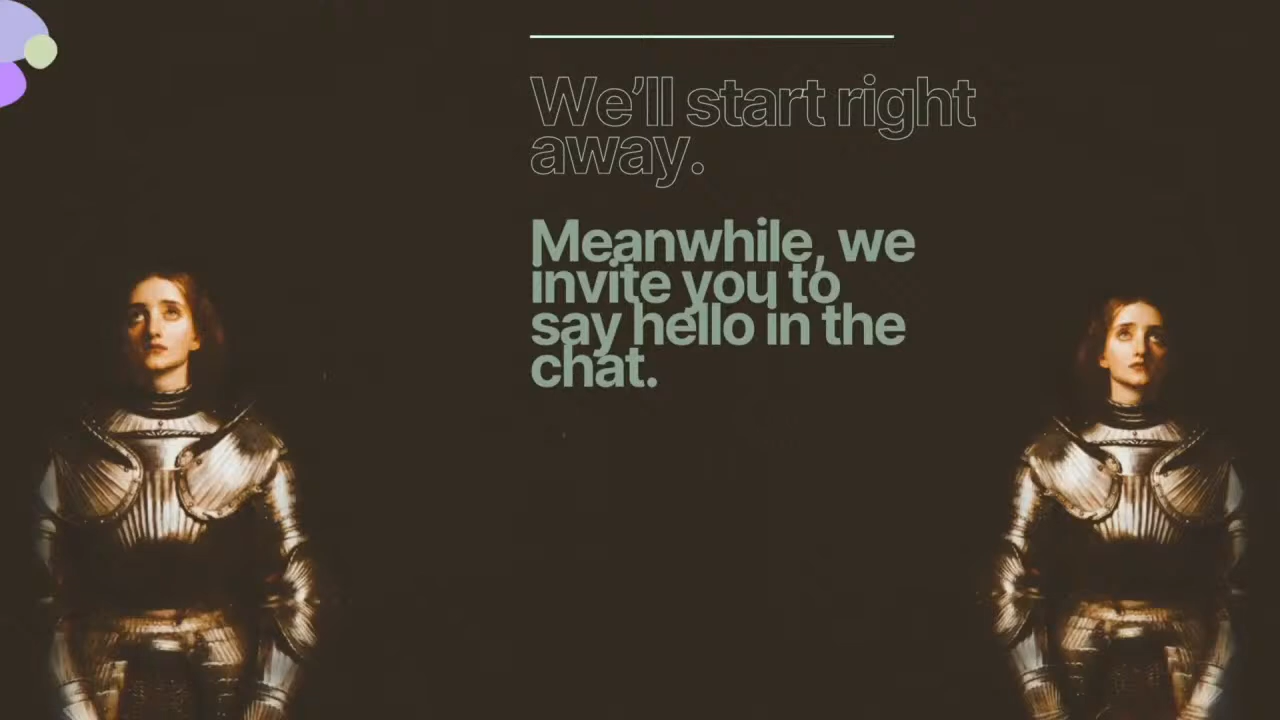 We’ll start right
away.
Meanwhile, we
invite you to
say hello in the
chat.